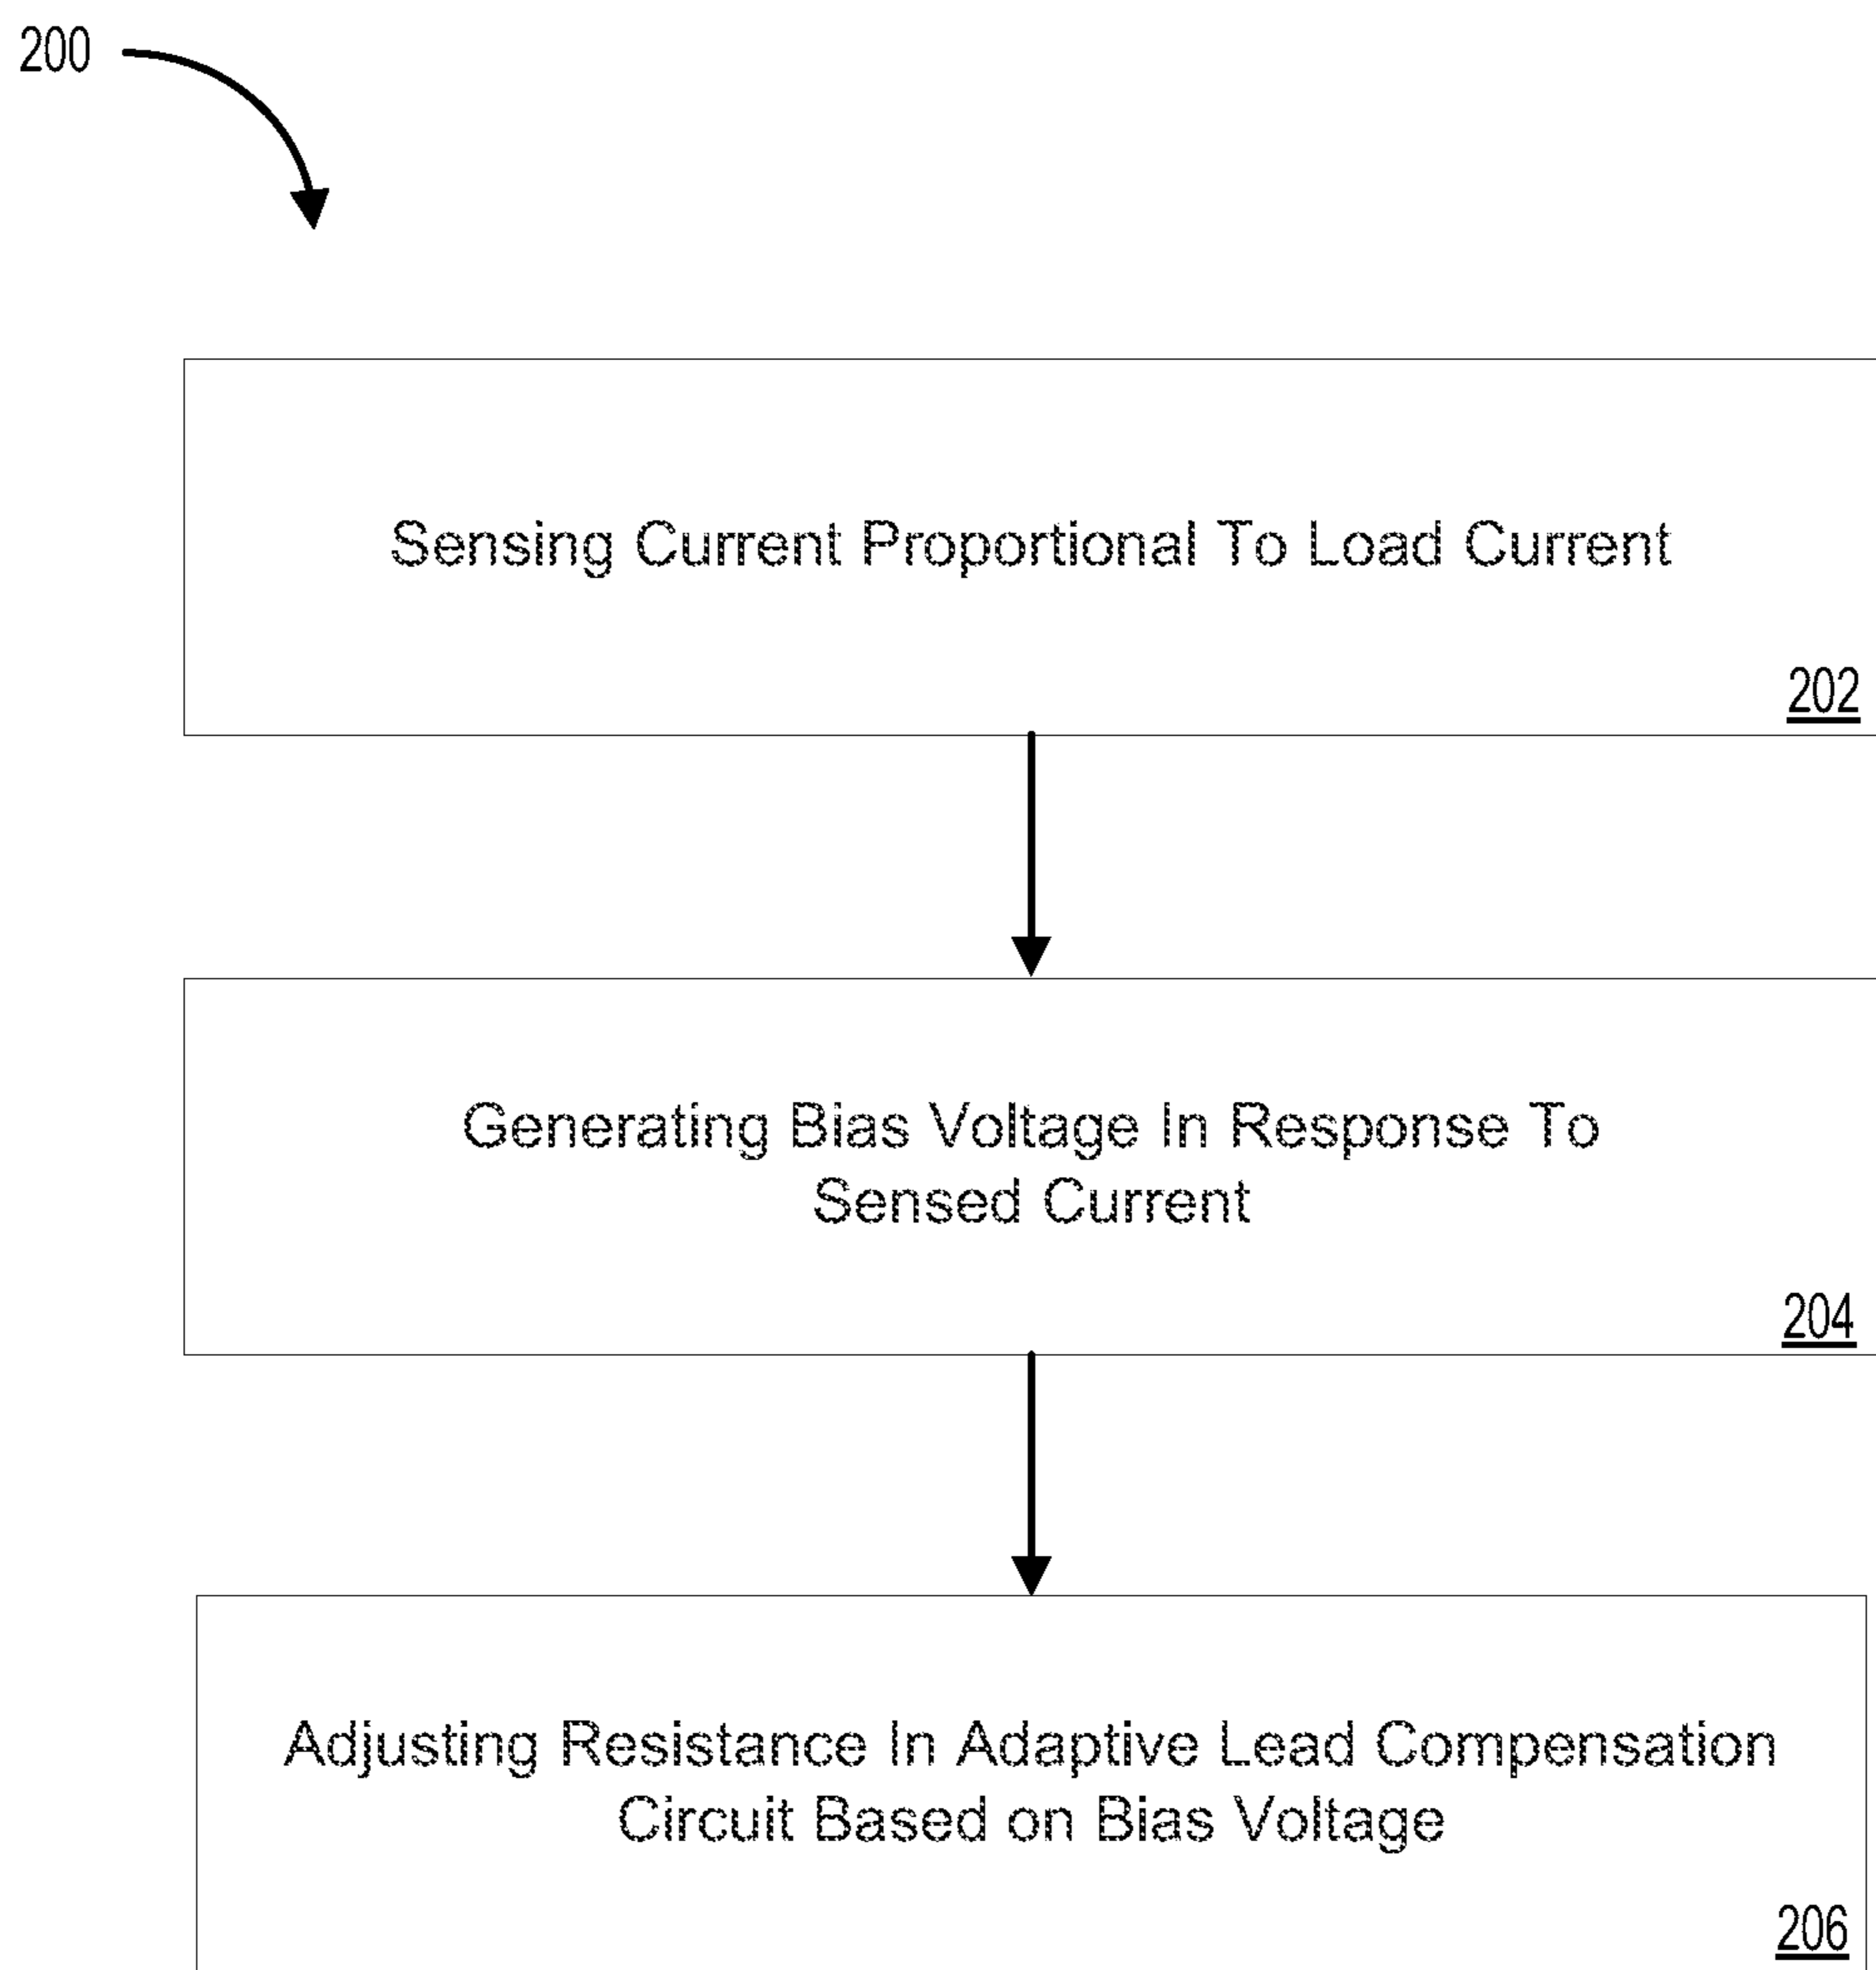 200
Sensing Current Proportional To Load Current
202
Generating Bias Voltage In Response To
Sensed Current
204
Adjusting Resistance In Adaptive Lead Compensation
Circuit Based on Bias Voltage
206